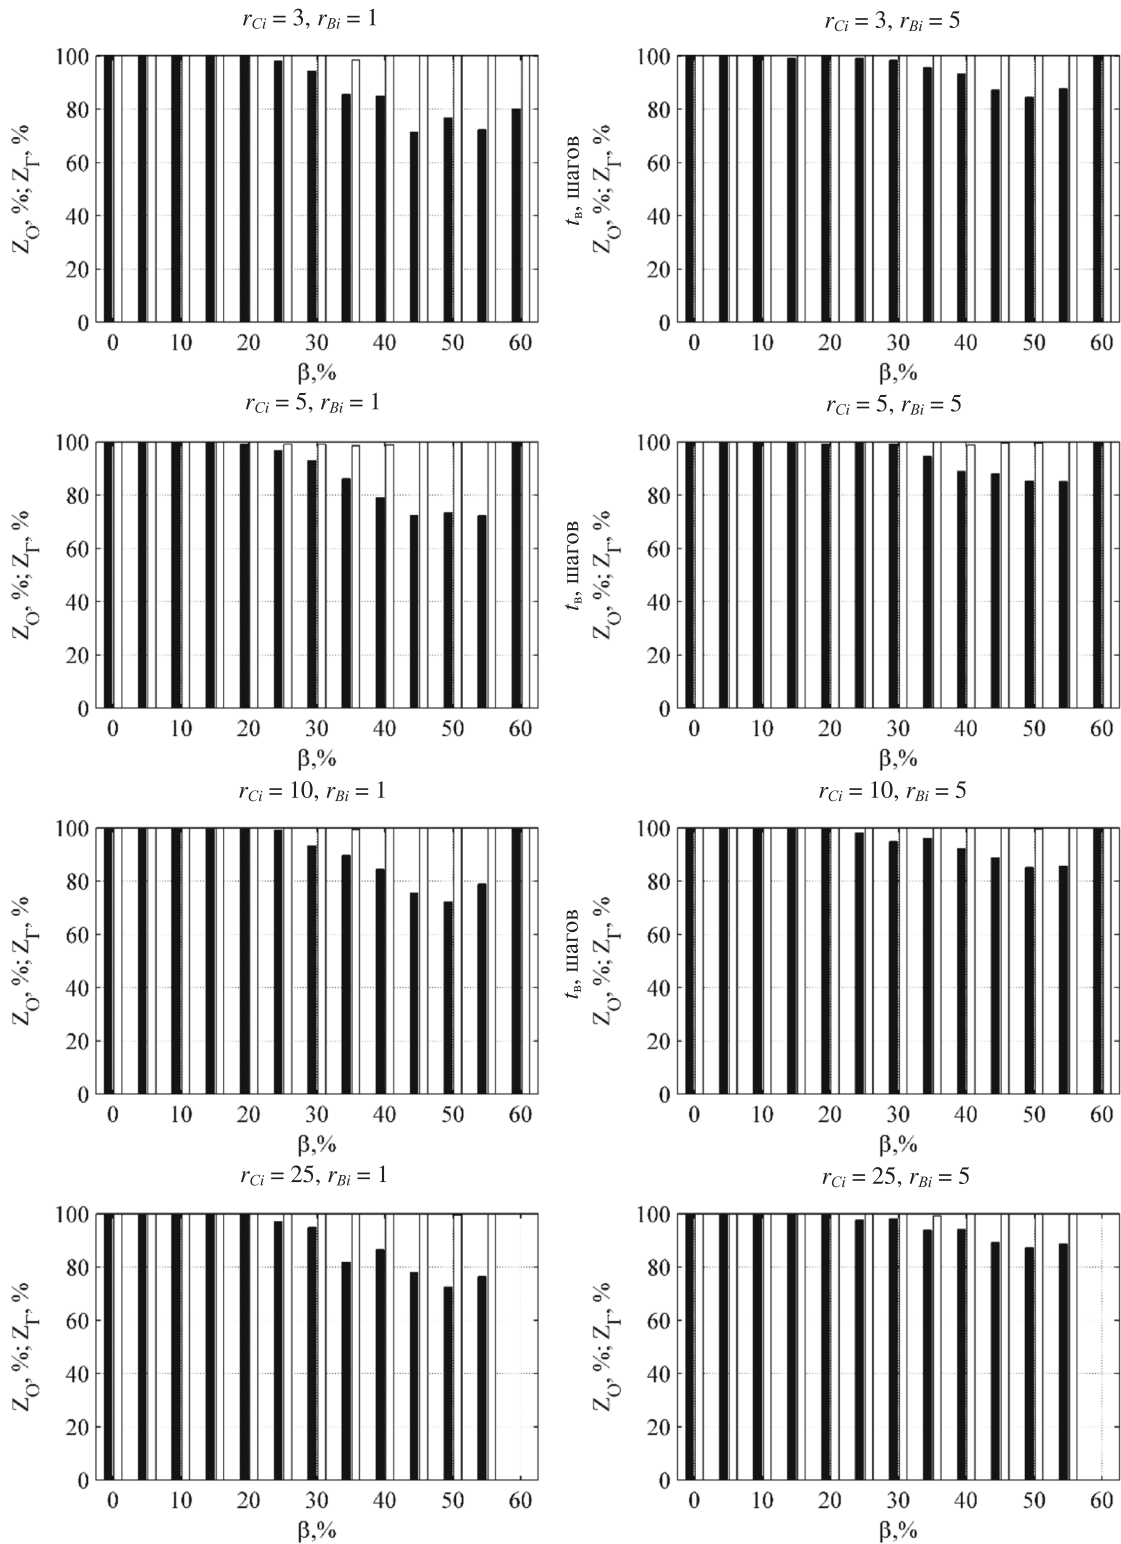 r_Ci = 3, r_Bi = 1
100
80
60
40
20
0
Z_O, %; Z_Г, %
0 10 20 30 40 50 60
β,%
r_Ci = 3, r_Bi = 5
100
80
60
40
20
0
t_в, шагов
Z_O, %; Z_Г, %
0 10 20 30 40 50 60
β,%
r_Ci = 5, r_Bi = 1
100
80
60
40
20
0
Z_O, %; Z_Г, %
0 10 20 30 40 50 60
β,%
r_Ci = 5, r_Bi = 5
100
80
60
40
20
0
t_в, шагов
Z_O, %; Z_Г, %
0 10 20 30 40 50 60
β,%
r_Ci = 10, r_Bi = 1
100
80
60
40
20
0
Z_O, %; Z_Г, %
0 10 20 30 40 50 60
β,%
r_Ci = 10, r_Bi = 5
100
80
60
40
20
0
t_в, шагов
Z_O, %; Z_Г, %
0 10 20 30 40 50 60
β,%
r_Ci = 25, r_Bi = 1
100
80
60
40
20
0
Z_O, %; Z_Г, %
0 10 20 30 40 50 60
β,%
r_Ci = 25, r_Bi = 5
100
80
60
40
20
0
Z_O, %; Z_Г, %
0 10 20 30 40 50 60
β,%